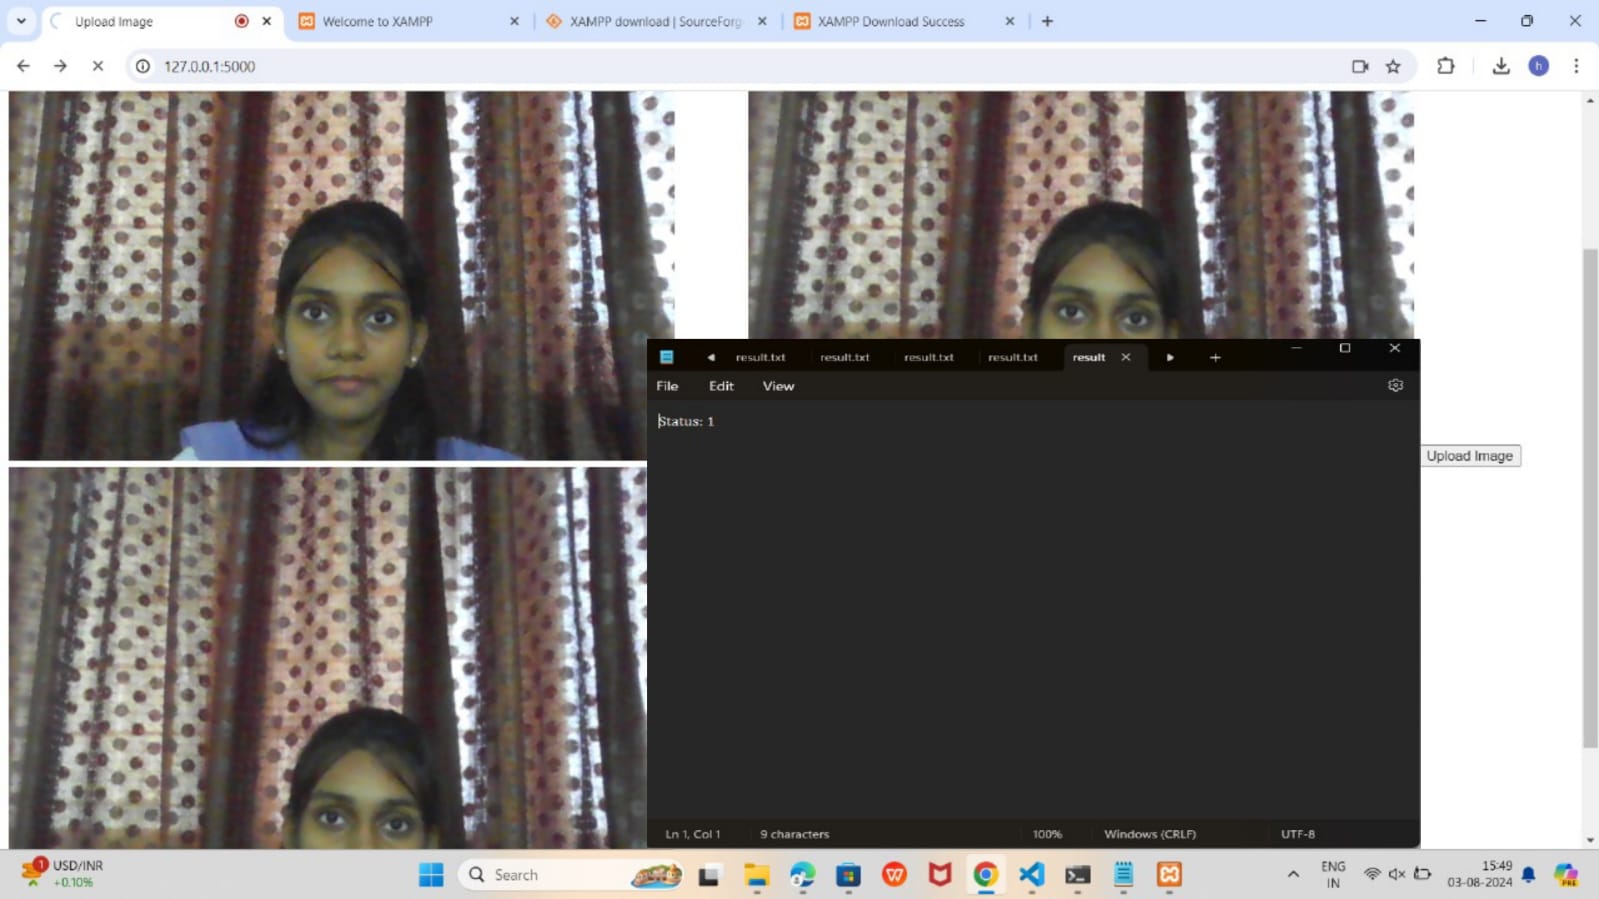 Upload Image
Welcome to XAMPP
XAMPP download | SourceForg
XAMPP Download Success
127.0.0.1:5000
h
result.txt result.txt result.txt result.txt result
File Edit View
Status: 1
Upload Image
Ln 1, Col 1 9 characters 100% Windows (CRLF) UTF-8
1
USD/INR
+0.10%
Search
ENG
IN
15:49
03-08-2024
PRE